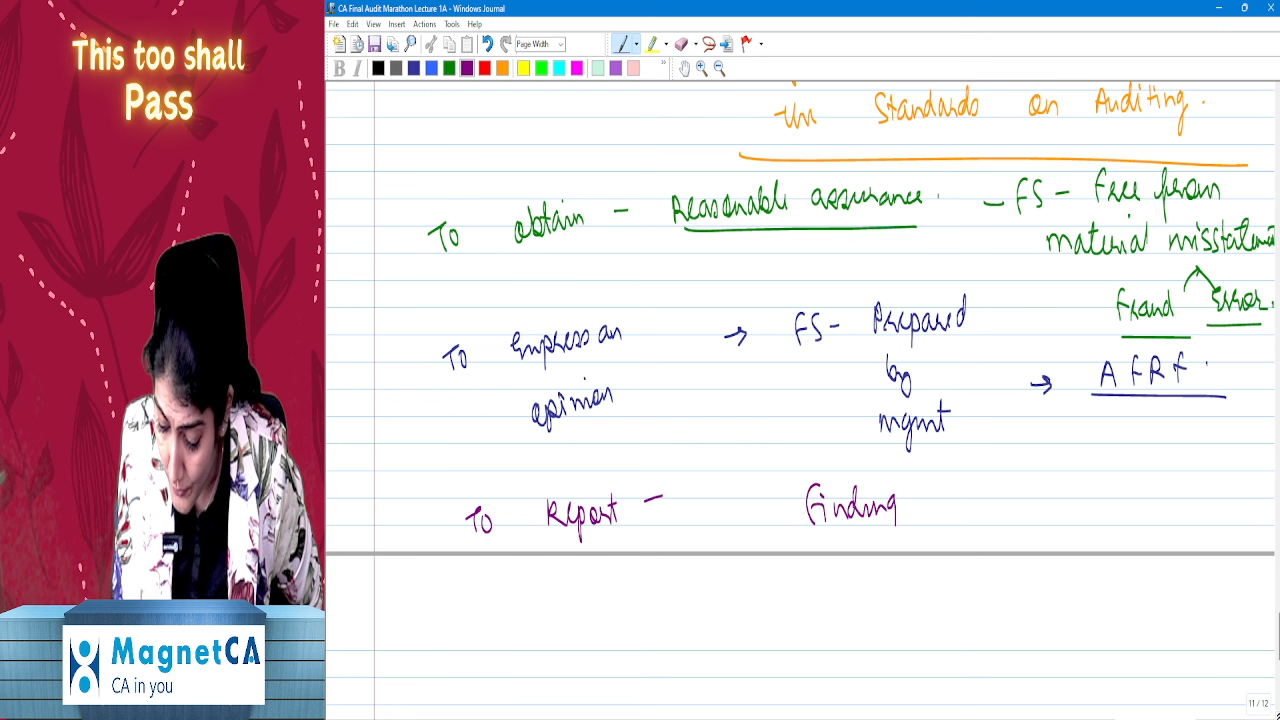 This too shall
Pass
CA Final Audit Marathon Lecture 1A - Windows Journal
File Edit View Insert Actions Tools Help
Page Width
B I
in Standards on Auditing.
To obtain - Reasonable assurance. - FS - Free from
material misstatement
Fraud Error.
To Express an → FS - Prepared
opinion by → AFRF.
mgmt
To Report - Finding
MagnetCA
CA in you
11 / 12